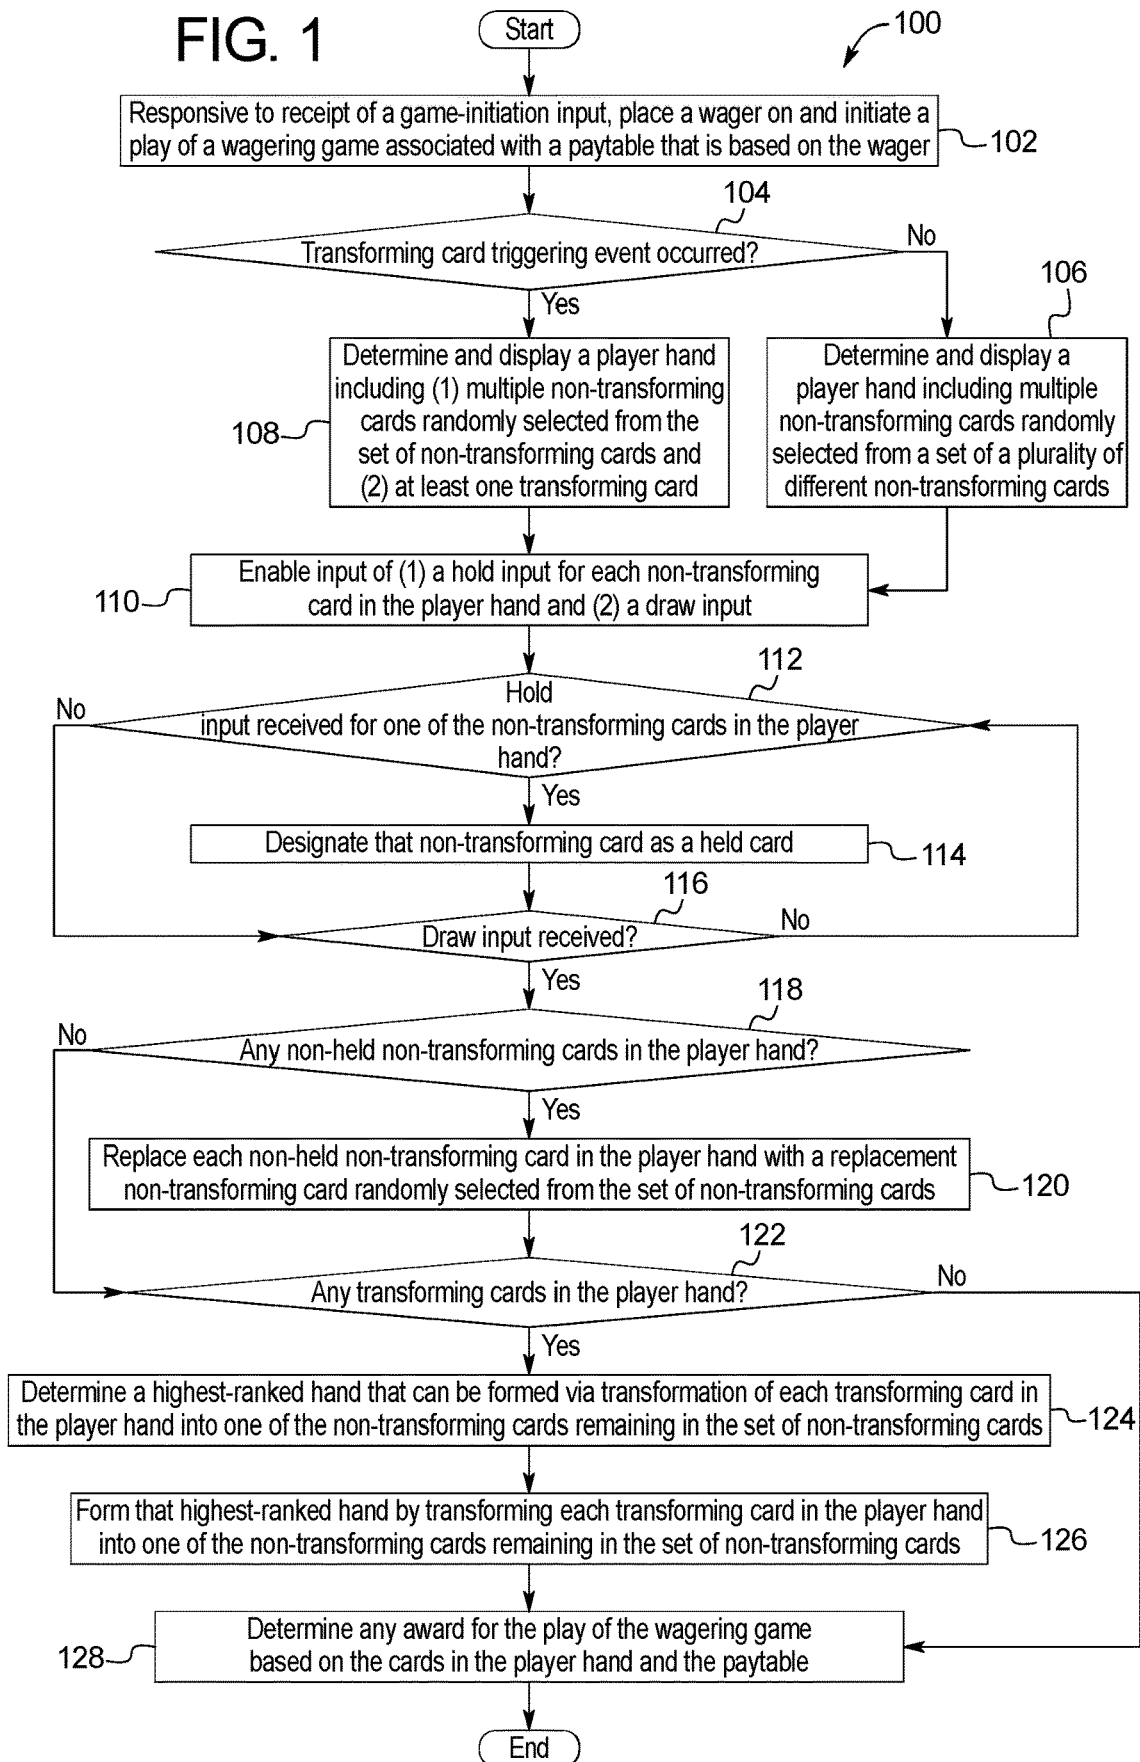 FIG. 1
Start
100
Responsive to receipt of a game-initiation input, place a wager on and initiate a
play of a wagering game associated with a paytable that is based on the wager
102
104
Transforming card triggering event occurred?
No
Yes
106
Determine and display a player hand
including (1) multiple non-transforming
cards randomly selected from the
set of non-transforming cards and
(2) at least one transforming card
108
Determine and display a
player hand including multiple
non-transforming cards randomly
selected from a set of a plurality of
different non-transforming cards
Enable input of (1) a hold input for each non-transforming
card in the player hand and (2) a draw input
110
112
No
Hold
input received for one of the non-transforming cards in the player
hand?
Yes
Designate that non-transforming card as a held card
114
116
Draw input received?
No
Yes
118
No
Any non-held non-transforming cards in the player hand?
Yes
Replace each non-held non-transforming card in the player hand with a replacement
non-transforming card randomly selected from the set of non-transforming cards
120
122
Any transforming cards in the player hand?
No
Yes
Determine a highest-ranked hand that can be formed via transformation of each transforming card in
the player hand into one of the non-transforming cards remaining in the set of non-transforming cards
124
Form that highest-ranked hand by transforming each transforming card in the player hand
into one of the non-transforming cards remaining in the set of non-transforming cards
126
Determine any award for the play of the wagering game
based on the cards in the player hand and the paytable
128
End